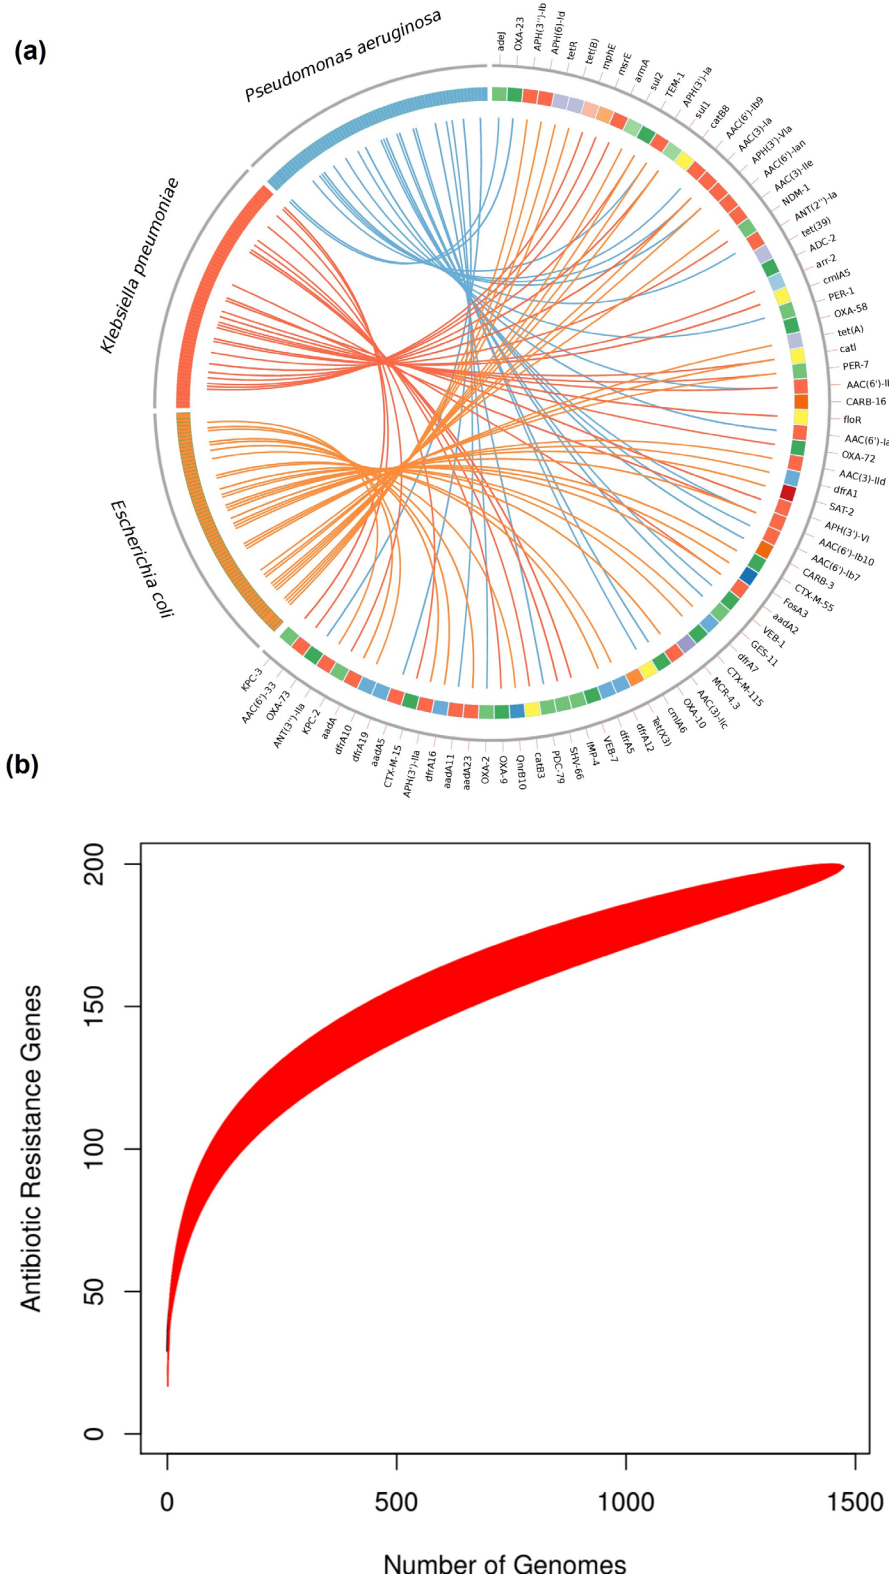 (a)
Pseudomonas aeruginosa
Klebsiella pneumoniae
Escherichia coli
adeJ
OXA-23
APH(3'')-Ib
APH(6)-Id
tetR
tet(B)
mphE
msrE
armA
sul2
TEM-1
APH(3')-Ia
sul1
catB8
AAC(6')-Ib9
AAC(3)-Ia
APH(3')-VIa
AAC(6')-Ian
AAC(3)-IIe
NDM-1
ANT(2'')-Ia
tet(39)
ADC-2
arr-2
cmlA5
PER-1
OXA-58
tet(A)
catI
PER-7
CARB-16
floR
OXA-72
AAC(3)-IId
dfrA1
SAT-2
APH(3')-VI
AAC(6')-Ib10
AAC(6')-Ib7
CARB-3
CTX-M-55
FosA3
aadA2
VEB-1
GES-11
dfrA7
CTX-M-115
MCR-4.3
AAC(3)-IIc
OXA-10
cmlA6
Tet(X3)
dfrA12
dfrA5
VEB-7
IMP-4
SHV-66
PDC-79
catB3
QnrB10
OXA-9
OXA-2
aadA23
aadA11
dfrA16
APH(3')-IIa
CTX-M-15
aadA5
dfrA19
dfrA10
aadA
KPC-2
ANT(3'')-Ia
OXA-73
AAC(6')-33
KPC-3
(b)
Antibiotic Resistance Genes
200
150
100
50
0
0 500 1000 1500
Number of Genomes